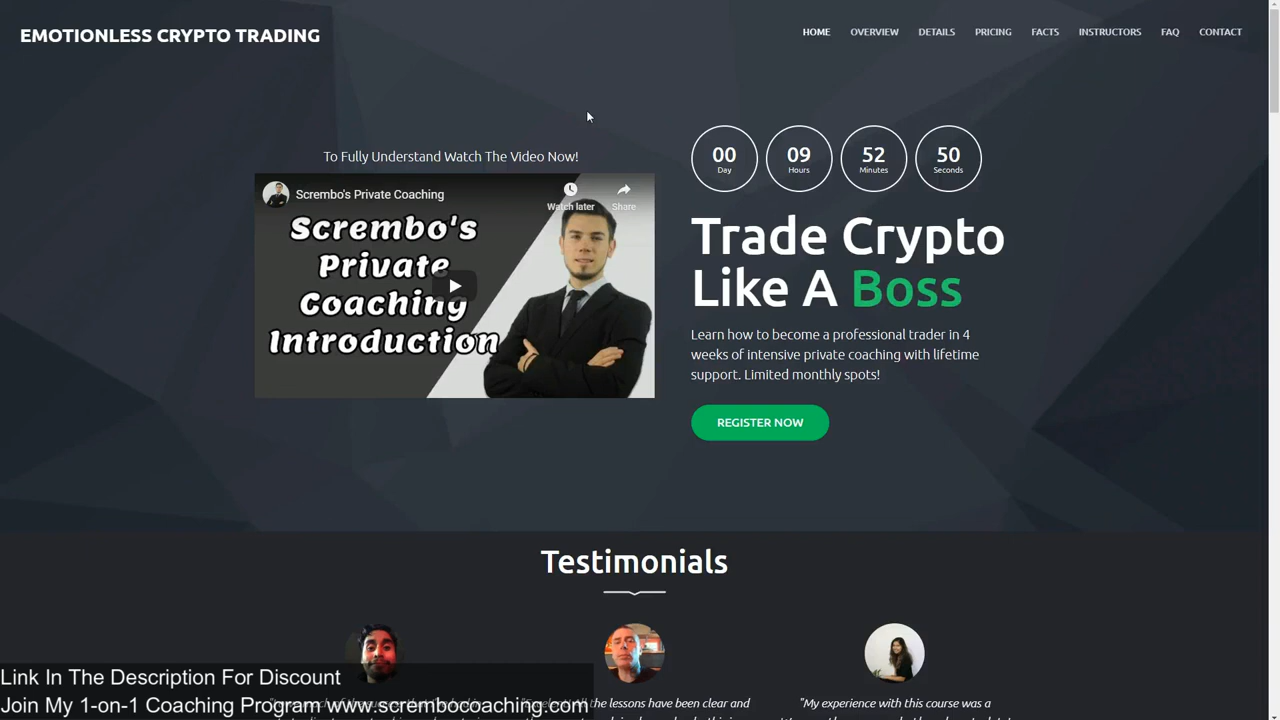 EMOTIONLESS CRYPTO TRADING
HOME OVERVIEW DETAILS PRICING FACTS INSTRUCTORS FAQ CONTACT
To Fully Understand Watch The Video Now!
Scrembo's Private Coaching
Watch later Share
Scrembo's
Private
Coaching
Introduction
00 09 52 50
Day Hours Minutes Seconds
Trade Crypto
Like A Boss
Learn how to become a professional trader in 4
weeks of intensive private coaching with lifetime
support. Limited monthly spots!
REGISTER NOW
Testimonials
the lessons have been clear and
"My experience with this course was a
Link In The Description For Discount
Join My 1-on-1 Coaching Program www.scrembocoaching.com